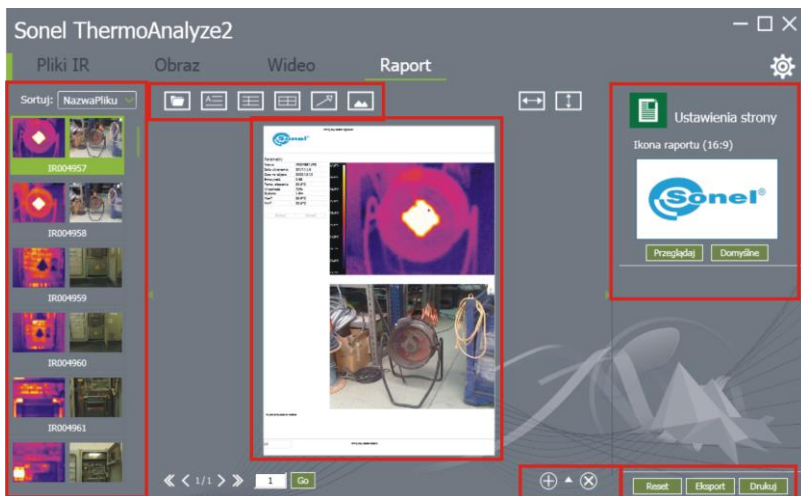 Sonel ThermoAnalyze2
Pliki IR Obraz Wideo Raport
Sortuj: NazwaPliku
IR004957
IR004958
IR004959
IR004960
IR004961
Sonel®
Ustawienia strony
Ikona raportu (16:9)
Sonel®
Przeglądaj Domyślne
1/1 1 Go
Reset Eksport Drukuj